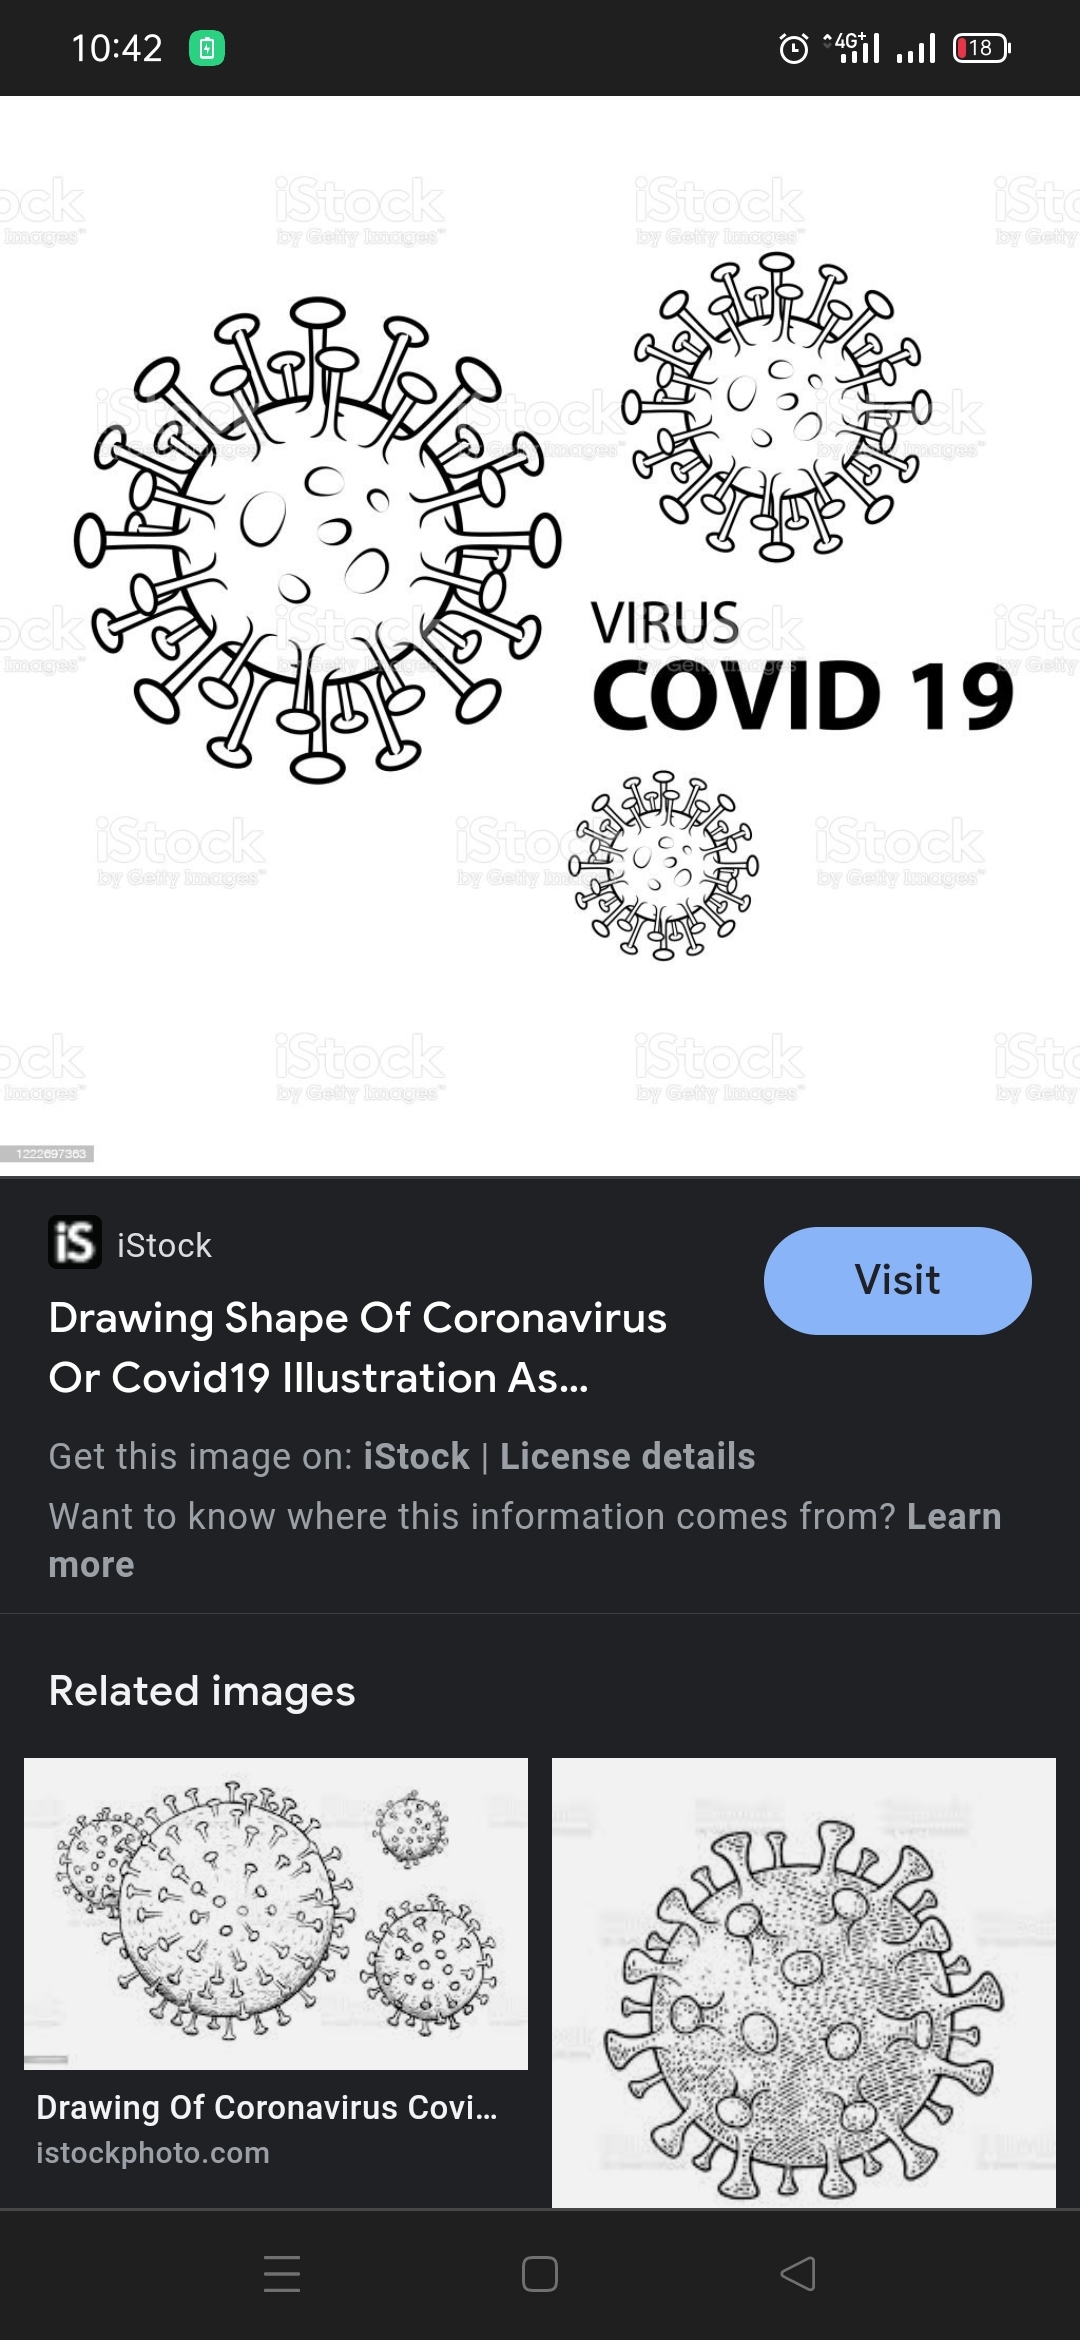 10:42
4G+
18
iStock
by Getty Images™
VIRUS
COVID 19
1222697363
iS iStock
Visit
Drawing Shape Of Coronavirus
Or Covid19 Illustration As...
Get this image on: iStock | License details
Want to know where this information comes from? Learn
more
Related images
Drawing Of Coronavirus Covi...
istockphoto.com